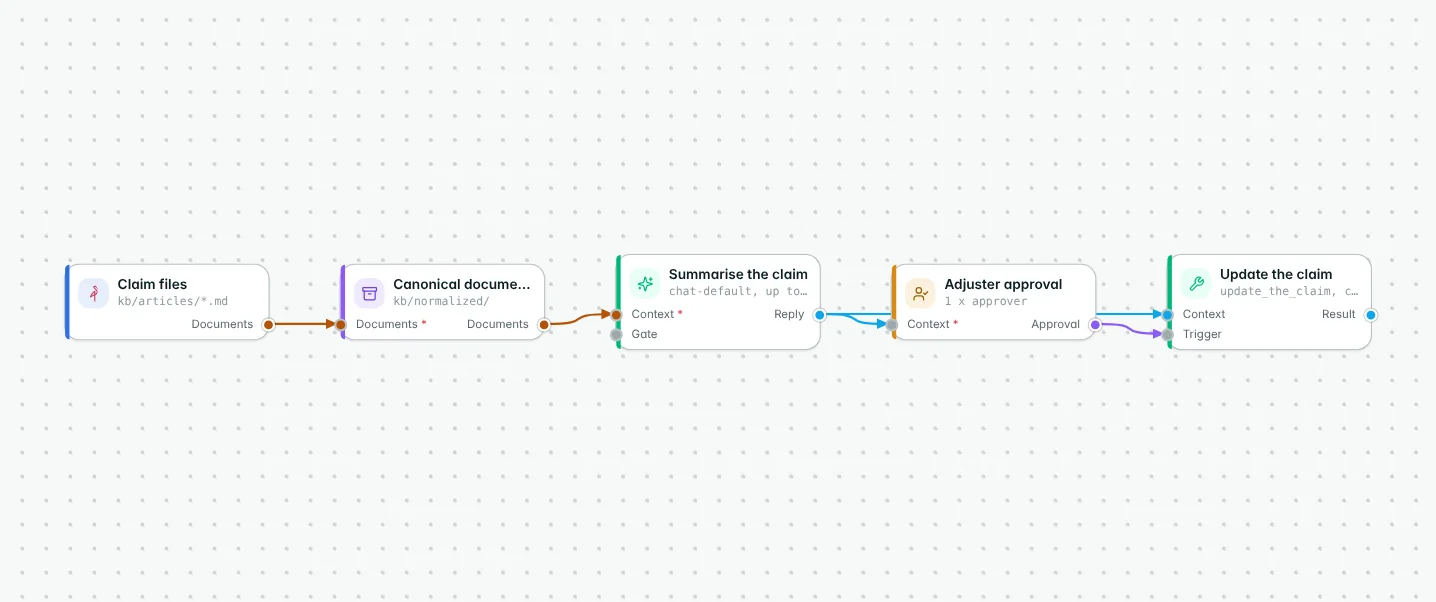 Claim files
kb/articles/*.md
Documents
Canonical docume...
kb/normalized/
Documents *
Documents
Summarise the claim
chat-default, up to...
Context *
Reply
Gate
Adjuster approval
1 x approver
Context *
Approval
Update the claim
update_the_claim, c...
Context
Result
Trigger